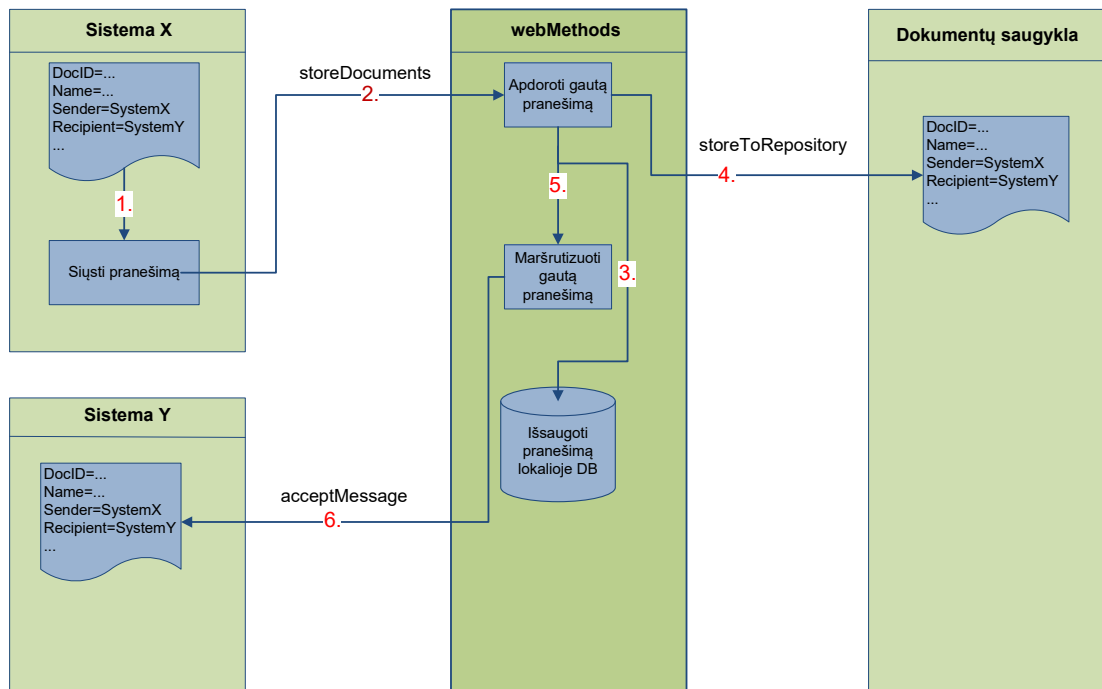 Sistema X
DocID=...
Name=...
Sender=SystemX
Recipient=SystemY
...
1.
Siųsti pranešimą
storeDocuments
2.
webMethods
Apdoroti gautą
pranešimą
5.
Maršrutizuoti
gautą
pranešimą
3.
Išsaugoti
pranešimą
lokalioje DB
storeToRepository
4.
Dokumentų saugykla
DocID=...
Name=...
Sender=SystemX
Recipient=SystemY
...
Sistema Y
DocID=...
Name=...
Sender=SystemX
Recipient=SystemY
...
acceptMessage
6.